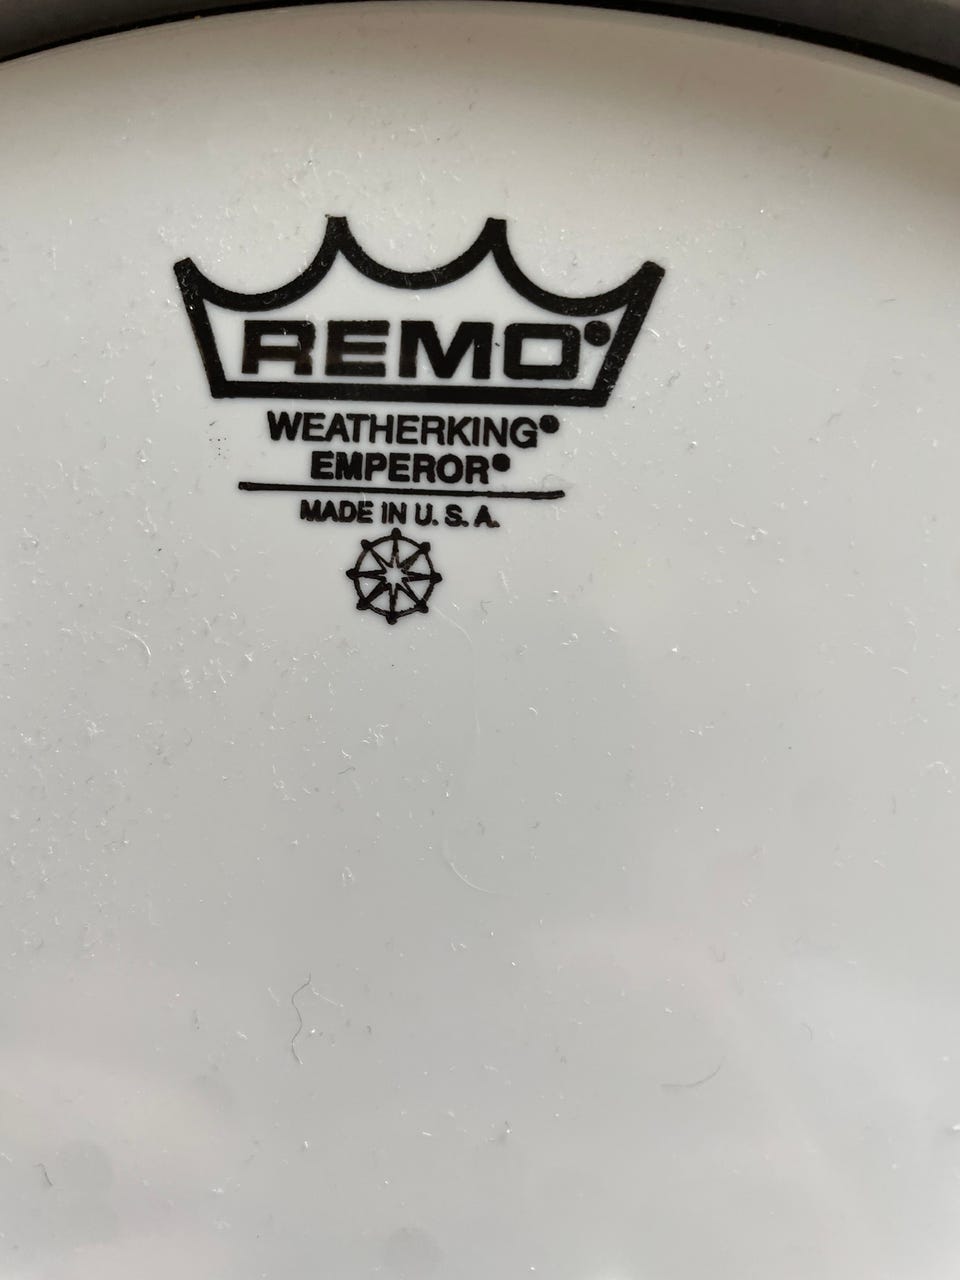 REMO®
WEATHERKING®
EMPEROR®
MADE IN U. S. A.